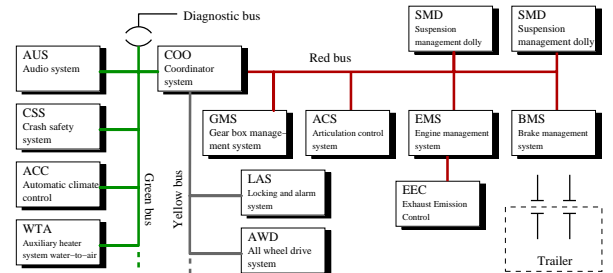 Diagnostic bus
AUS
Audio system
COO
Coordinator
system
Red bus
SMD
Suspension
management dolly
SMD
Suspension
management dolly
CSS
Crash safety
system
GMS
Gear box manage-
ment system
ACS
Articulation control
system
EMS
Engine management
system
BMS
Brake management
system
ACC
Automatic climate
control
Green bus
Yellow bus
LAS
Locking and alarm
system
EEC
Exhaust Emission
Control
WTA
Auxiliary heater
system water-to-air
AWD
All wheel drive
system
Trailer